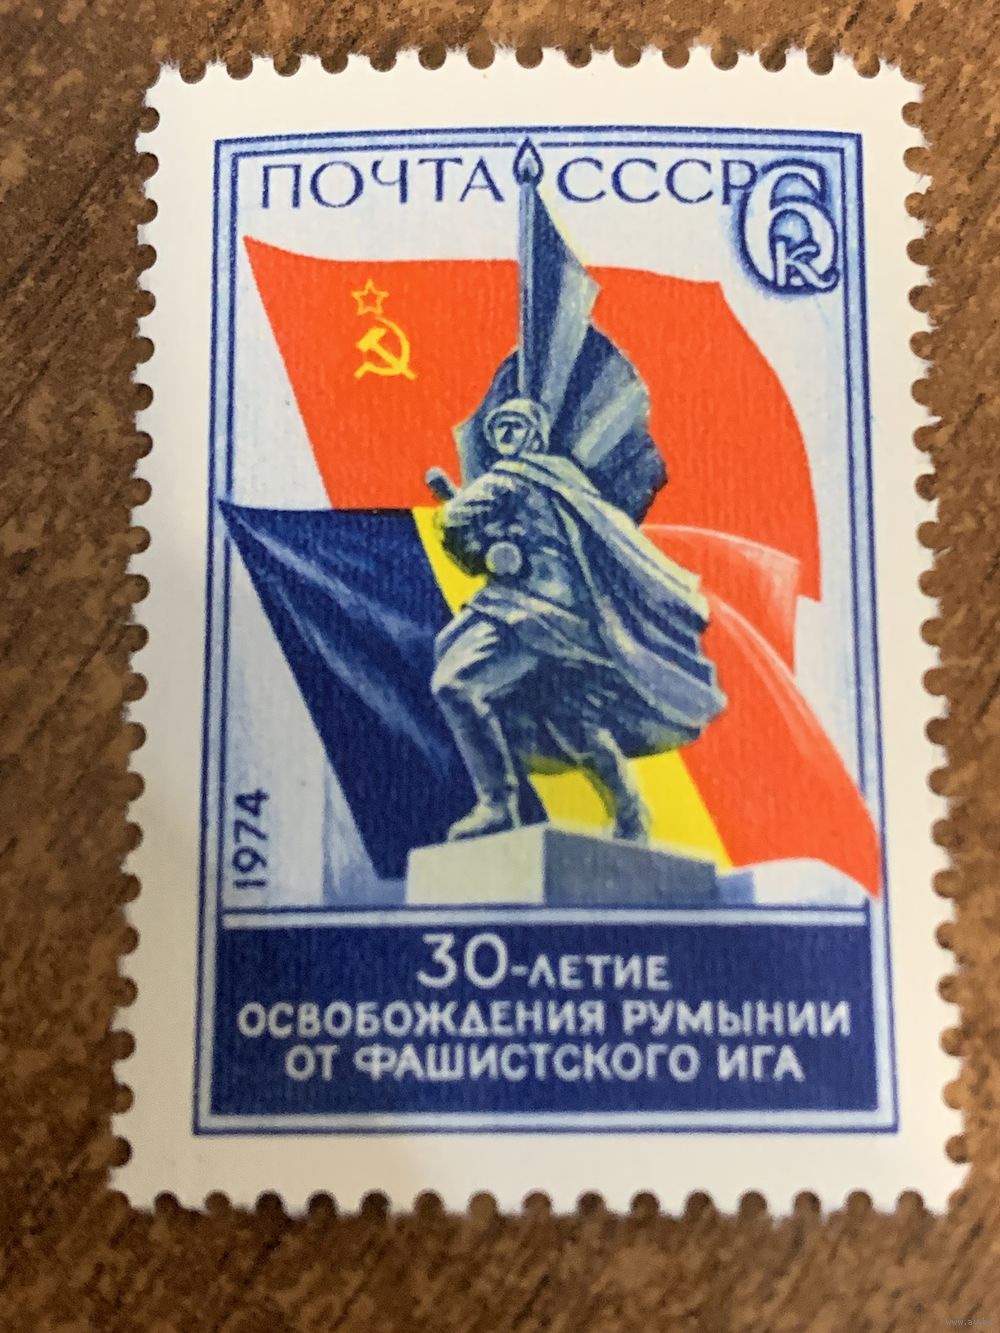 ПОЧТА СССР 6 к
1974
30-ЛЕТИЕ
ОСВОБОЖДЕНИЯ РУМЫНИИ
ОТ ФАШИСТСКОГО ИГА